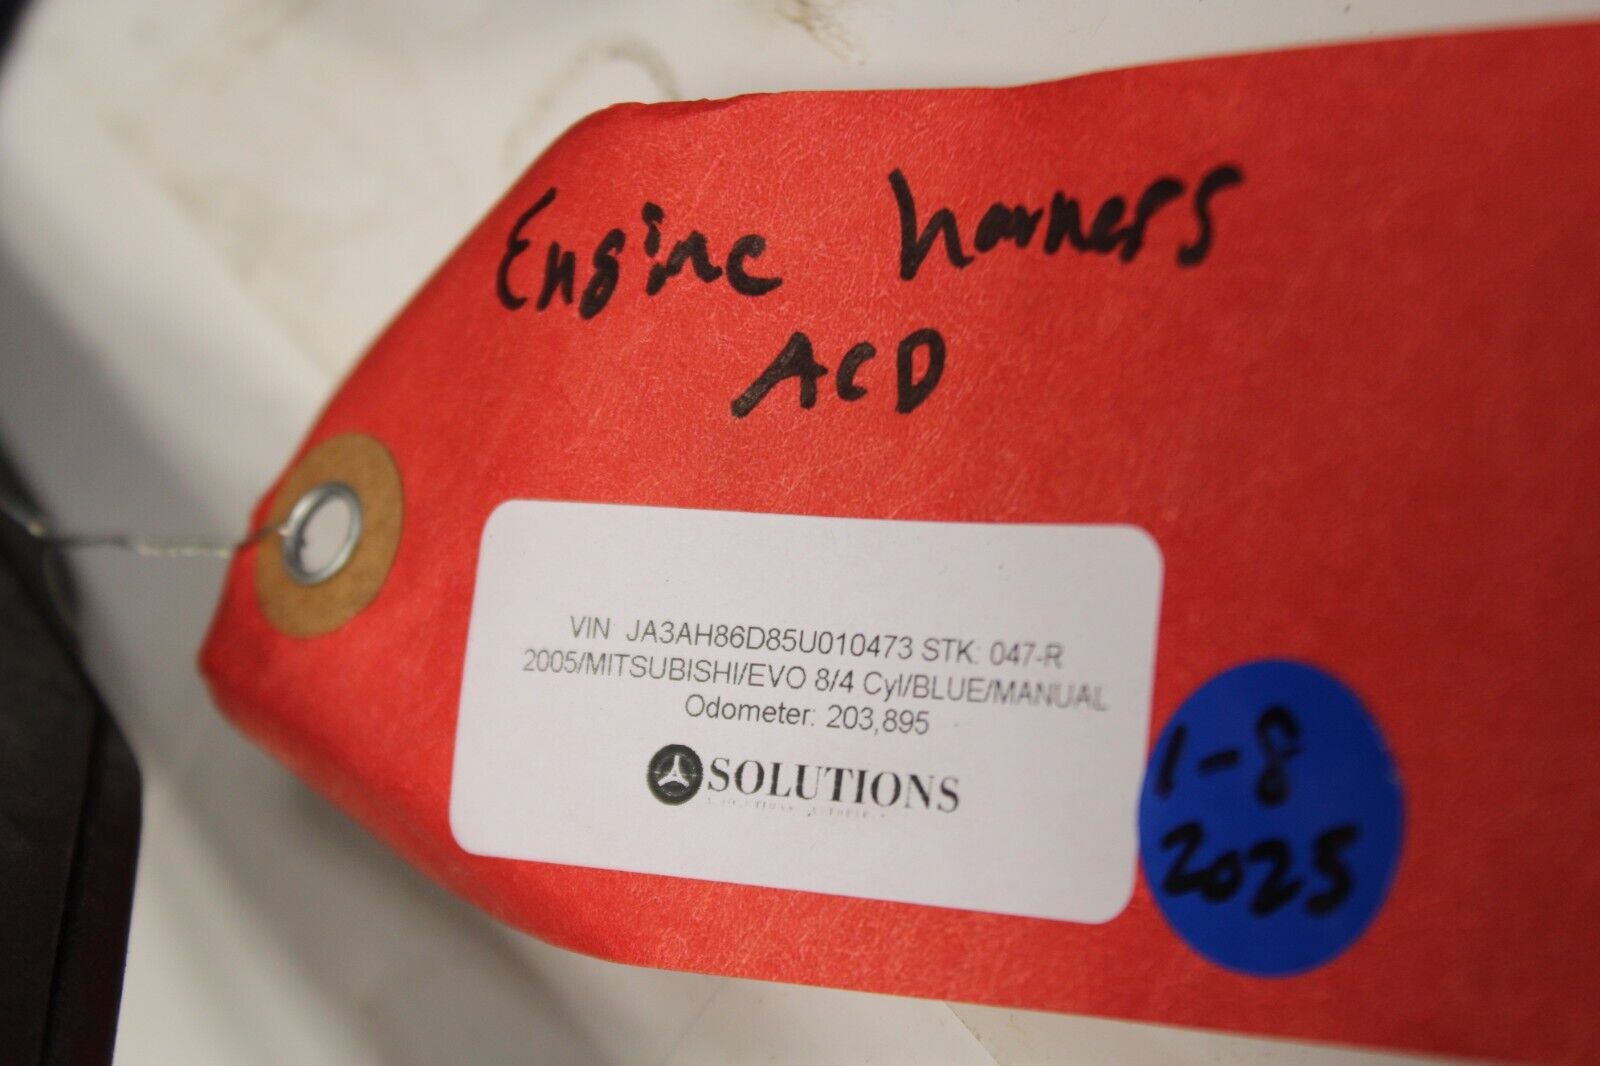 Engine harness
ACD
VIN: JA3AH86D85U010473 STK: 047-R
2005/MITSUBISHI/EVO 8/4 Cyl/BLUE/MANUAL
Odometer: 203,895
SOLUTIONS
1-8
2025